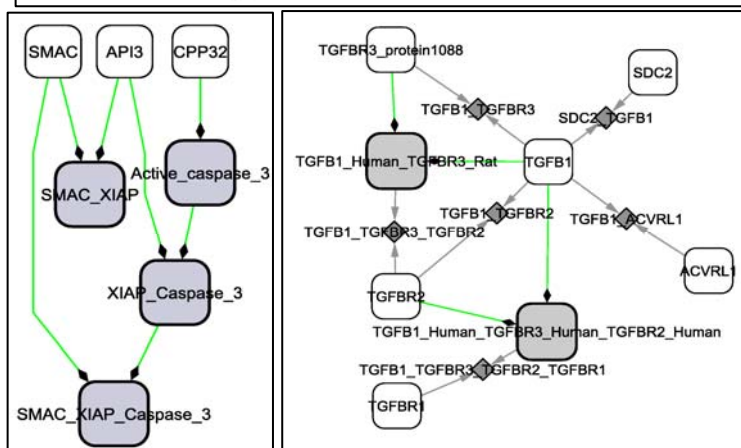 SMAC
API3
CPP32
Active_caspase_3
SMAC_XIAP
XIAP_Caspase_3
SMAC_XIAP_Caspase_3
TGFBR3_protein1088
SDC2
TGFB1_TGFBR3
SDC2_TGFB1
TGFB1_Human_TGFBR3_Rat
TGFB1
TGFB1_TGFBR2
TGFB1_ACVRL1
TGFB1_TGFBR3_TGFBR2
ACVRL1
TGFBR2
TGFB1_Human_TGFBR3_Human_TGFBR2_Human
TGFB1_TGFBR3_TGFBR2_TGFBR1
TGFBR1